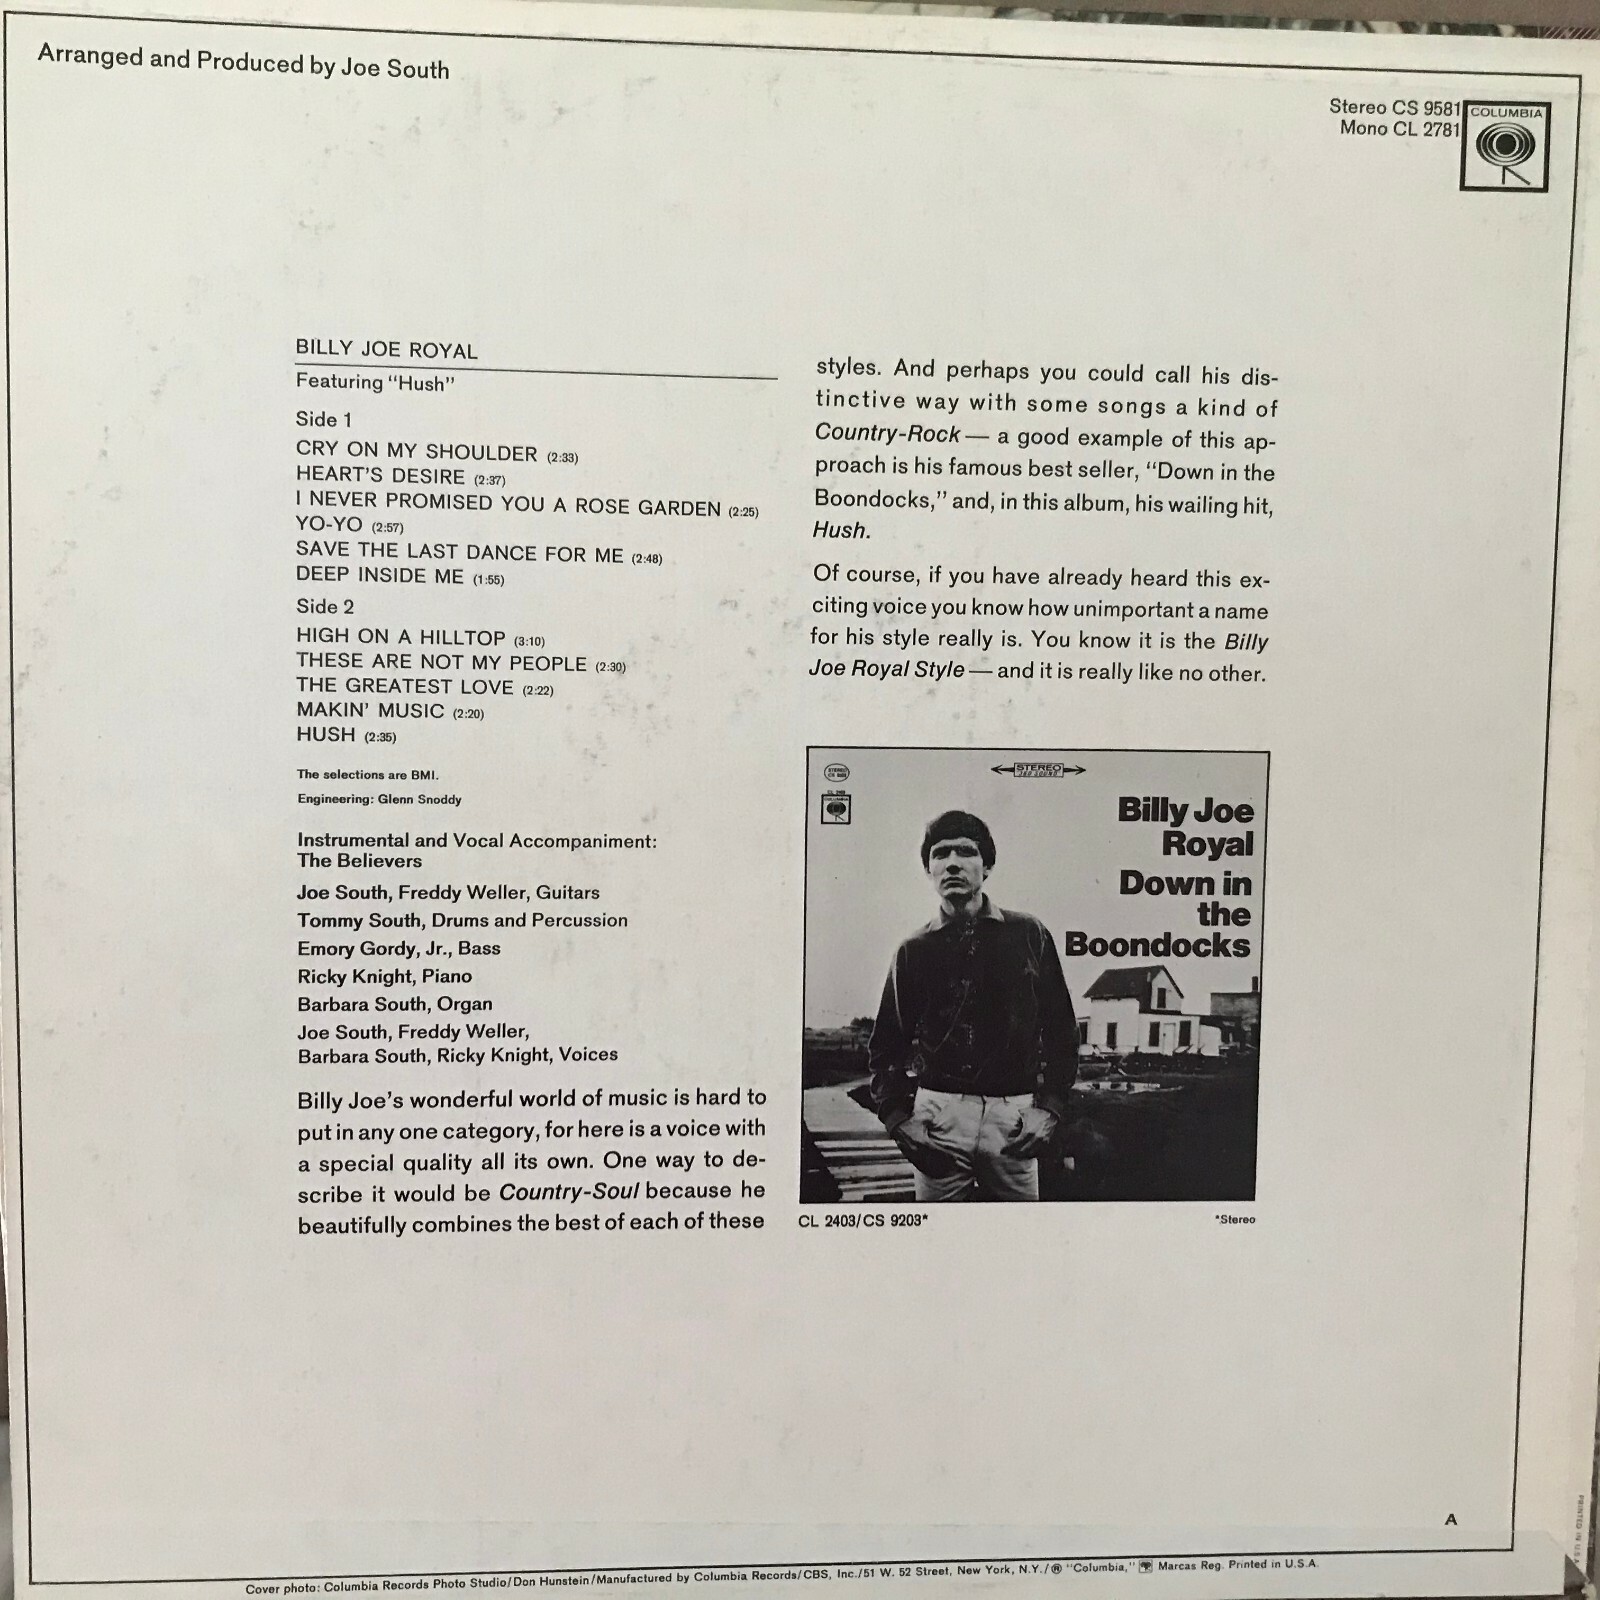 Arranged and Produced by Joe South
Stereo CS 9581
Mono CL 2781
COLUMBIA
BILLY JOE ROYAL
Featuring “Hush”
Side 1
CRY ON MY SHOULDER (2:33)
HEART'S DESIRE (2:37)
I NEVER PROMISED YOU A ROSE GARDEN (2:25)
YO-YO (2:57)
SAVE THE LAST DANCE FOR ME (2:48)
DEEP INSIDE ME (1:55)
Side 2
HIGH ON A HILLTOP (3:10)
THESE ARE NOT MY PEOPLE (2:30)
THE GREATEST LOVE (2:22)
MAKIN' MUSIC (2:20)
HUSH (2:35)
The selections are BMI.
Engineering: Glenn Snoddy
Instrumental and Vocal Accompaniment:
The Believers
Joe South, Freddy Weller, Guitars
Tommy South, Drums and Percussion
Emory Gordy, Jr., Bass
Ricky Knight, Piano
Barbara South, Organ
Joe South, Freddy Weller,
Barbara South, Ricky Knight, Voices
Billy Joe's wonderful world of music is hard to
put in any one category, for here is a voice with
a special quality all its own. One way to de-
scribe it would be Country-Soul because he
beautifully combines the best of each of these
styles. And perhaps you could call his dis-
tinctive way with some songs a kind of
Country-Rock — a good example of this ap-
proach is his famous best seller, “Down in the
Boondocks,” and, in this album, his wailing hit,
Hush.
Of course, if you have already heard this ex-
citing voice you know how unimportant a name
for his style really is. You know it is the Billy
Joe Royal Style — and it is really like no other.
STEREO
COLUMBIA
Billy Joe
Royal
Down in
the
Boondocks
CL 2403/CS 9203*
*Stereo
A
Cover photo: Columbia Records Photo Studio/Don Hunstein/Manufactured by Columbia Records/CBS, Inc./51 W. 52 Street, New York, N.Y./® “Columbia,” Marcas Reg. Printed in U.S.A.
PRINTED IN U.S.A.